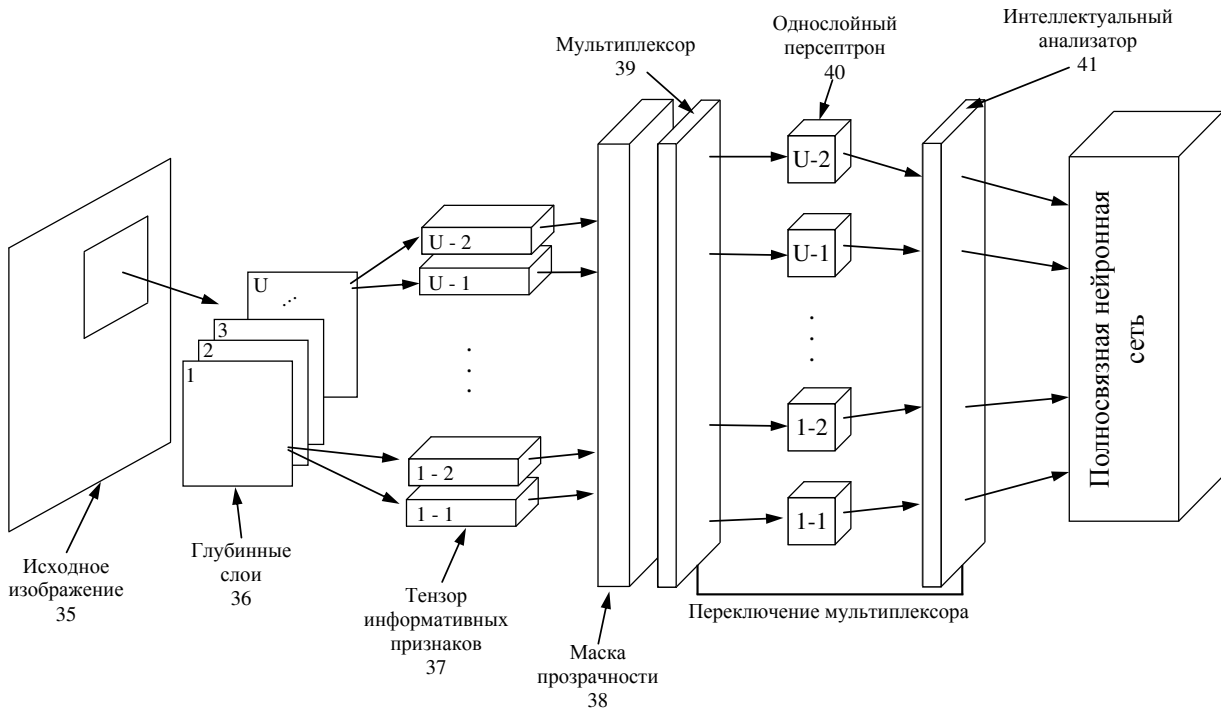 Мультиплексор
39
Однослойный
персептрон
40
Интеллектуальный
анализатор
41
U-2
U-1
. . .
1-2
1-1
U - 2
U - 1
. . .
1 - 2
1 - 1
U
...
3
2
1
Полносвязная нейронная
сеть
Исходное
изображение
35
Глубинные
слои
36
Тензор
информативных
признаков
37
Маска
прозрачности
38
Переключение мультиплексора